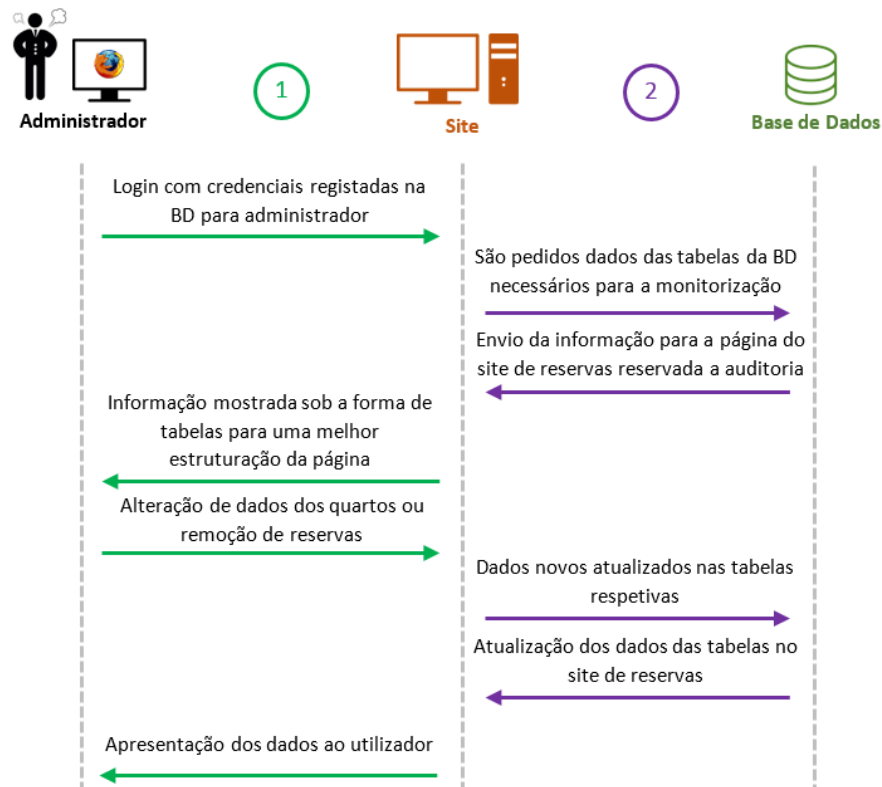 1
2
Administrador
Site
Base de Dados
Login com credenciais registadas na
BD para administrador
São pedidos dados das tabelas da BD
necessários para a monitorização
Envio da informação para a página do
site de reservas reservada a auditoria
Informação mostrada sob a forma de
tabelas para uma melhor
estruturação da página
Alteração de dados dos quartos ou
remoção de reservas
Dados novos atualizados nas tabelas
respetivas
Atualização dos dados das tabelas no
site de reservas
Apresentação dos dados ao utilizador